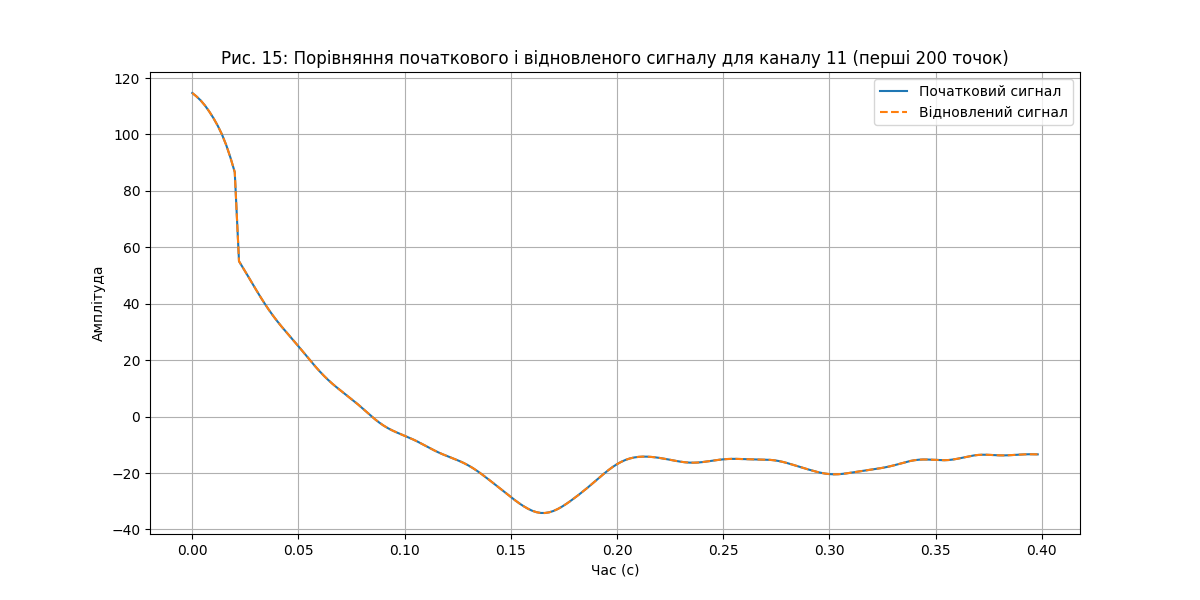 Рис. 15: Порівняння початкового і відновленого сигналу для каналу 11 (перші 200 точок)
Початковий сигнал
Відновлений сигнал
120
100
80
60
40
20
0
−20
−40
Амплітуда
0.00 0.05 0.10 0.15 0.20 0.25 0.30 0.35 0.40
Час (с)